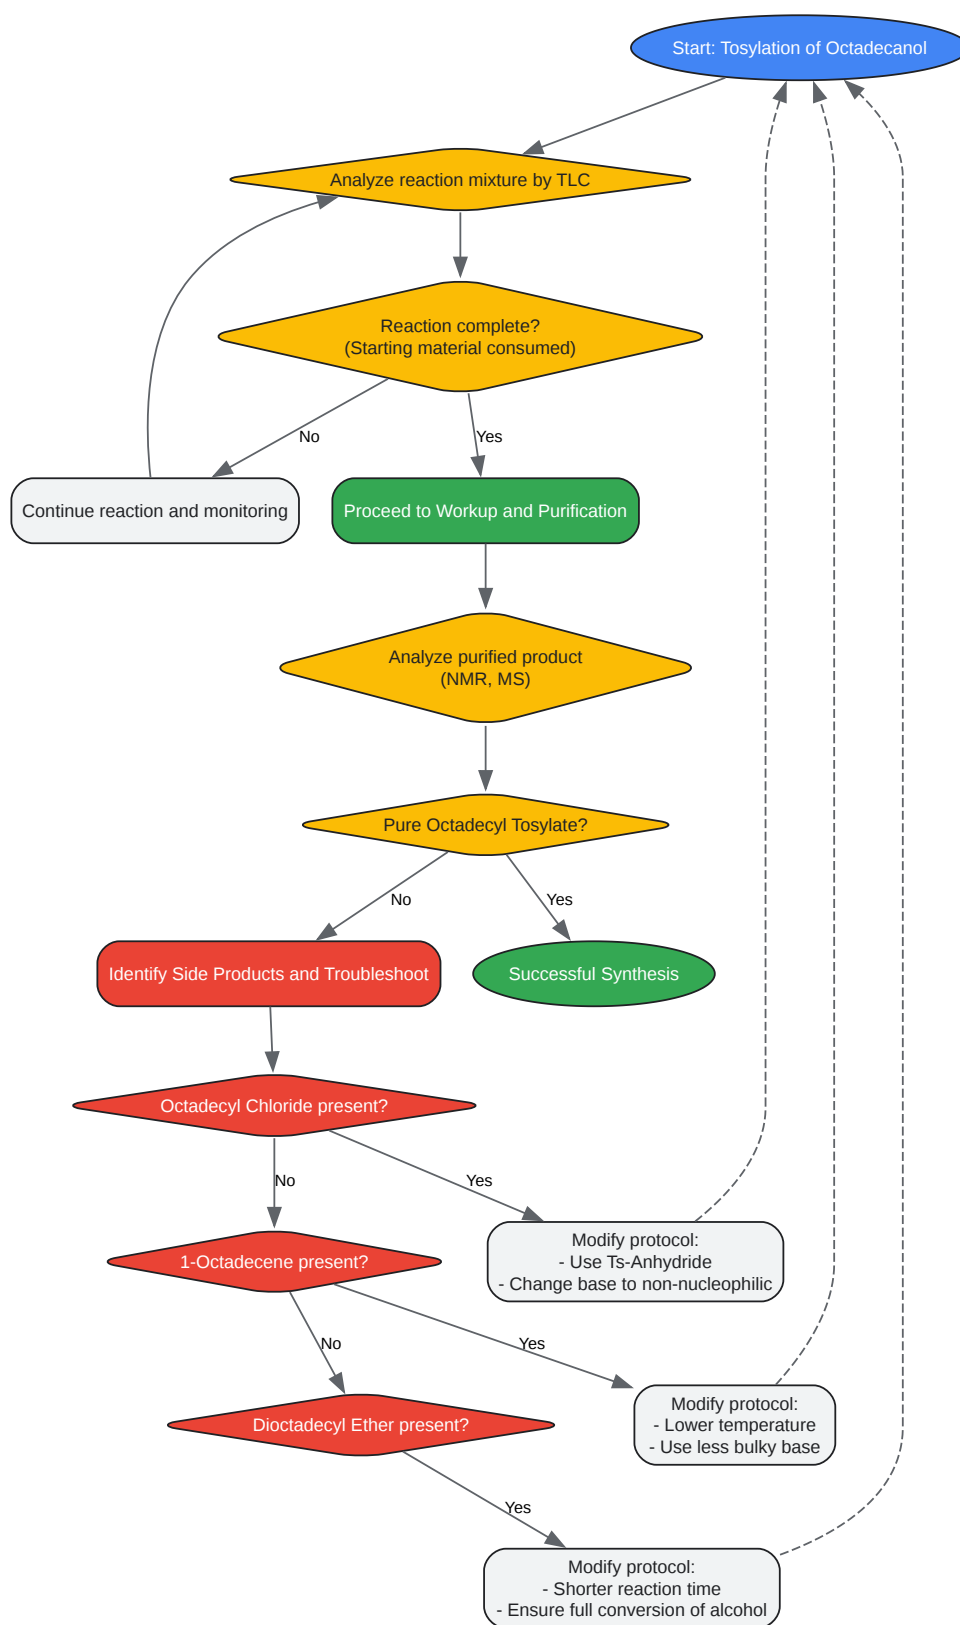 Start: Tosylation of Octadecanol
Analyze reaction mixture by TLC
Reaction complete?
(Starting material consumed)
No
Yes
Continue reaction and monitoring
Proceed to Workup and Purification
Analyze purified product
(NMR, MS)
Pure Octadecyl Tosylate?
No
Yes
Identify Side Products and Troubleshoot
Successful Synthesis
Octadecyl Chloride present?
No
Yes
Modify protocol:
- Use Ts-Anhydride
- Change base to non-nucleophilic
1-Octadecene present?
No
Yes
Modify protocol:
- Lower temperature
- Use less bulky base
Dioctadecyl Ether present?
Yes
Modify protocol:
- Shorter reaction time
- Ensure full conversion of alcohol